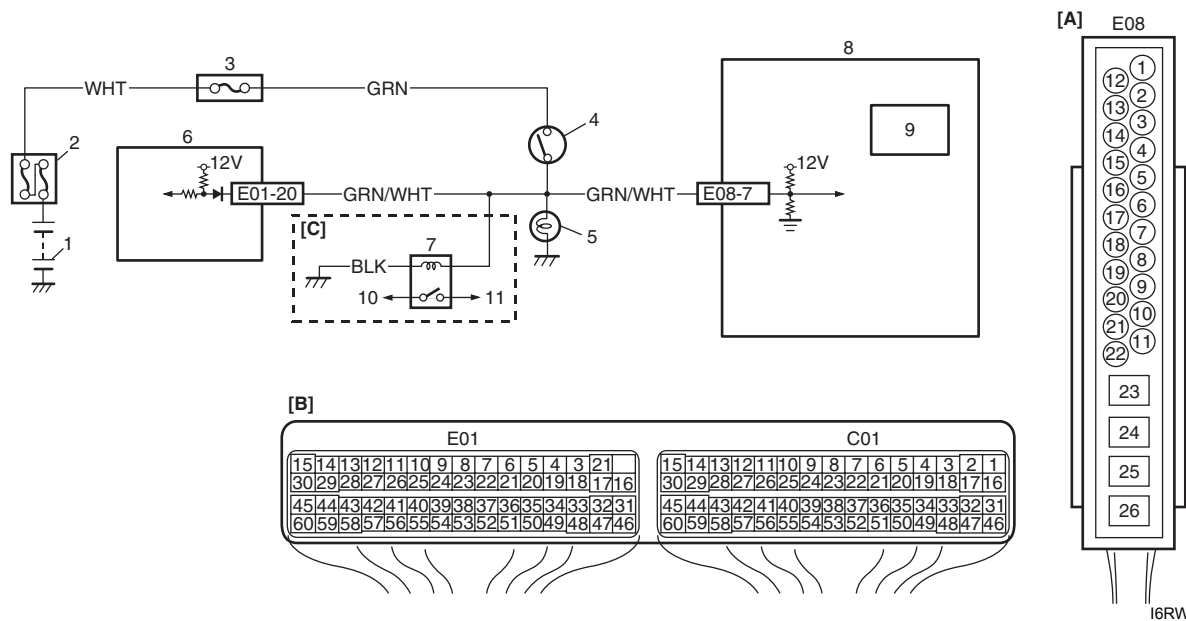 [A] E08
3
8
WHT GRN
2
6
4
9
12V
12V
E01-20 GRN/WHT GRN/WHT E08-7
[C]
7
5
1
BLK
10 11
[B]
E01
15 14 13 12 11 10 9 8 7 6 5 4 3 21
30 29 28 27 26 25 24 23 22 21 20 19 18 17 16
45 44 43 42 41 40 39 38 37 36 35 34 33 32 31
60 59 58 57 56 55 54 53 52 51 50 49 48 47 46
C01
15 14 13 12 11 10 9 8 7 6 5 4 3 2 1
30 29 28 27 26 25 24 23 22 21 20 19 18 17 16
45 44 43 42 41 40 39 38 37 36 35 34 33 32 31
60 59 58 57 56 55 54 53 52 51 50 49 48 47 46
1
12
2
13
3
14
4
15
5
16
6
17
7
18
8
19
9
20
10
21
11
22
23
24
25
26
I6RW